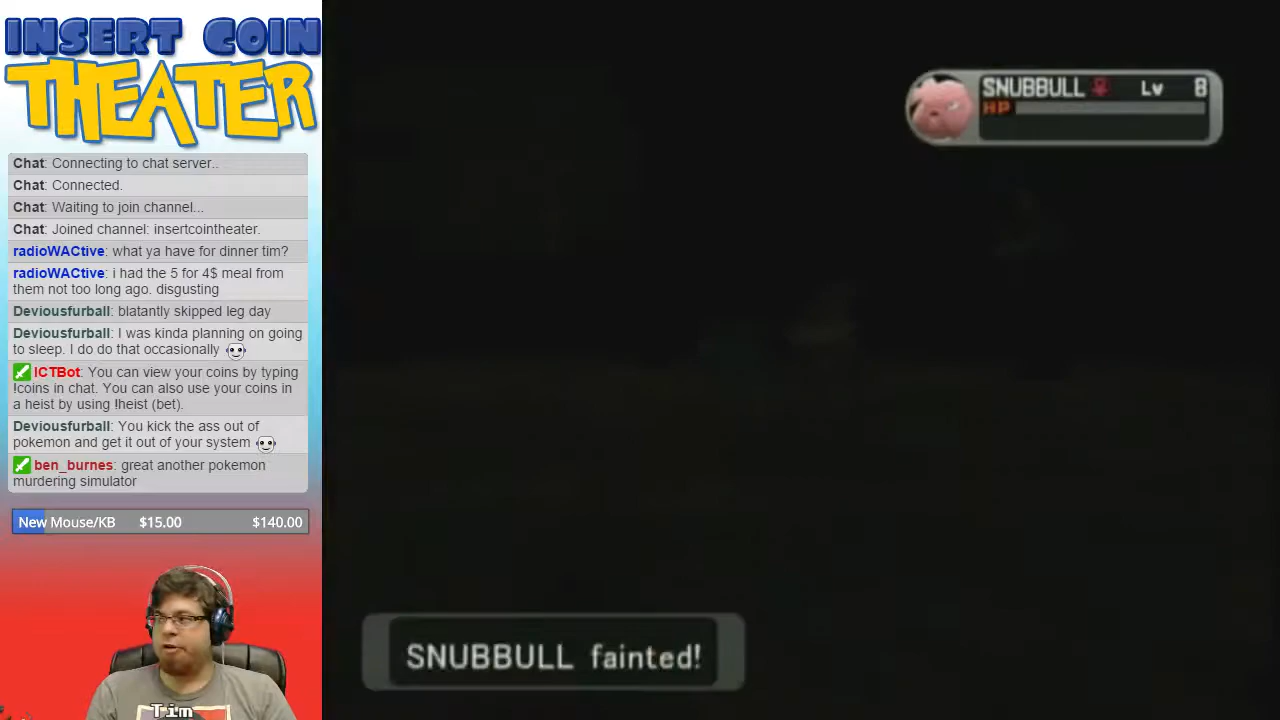 INSERT COIN
THEATER
Chat: Connecting to chat server..
Chat: Connected.
Chat: Waiting to join channel...
Chat: Joined channel: insertcointheater.
radioWACtive: what ya have for dinner tim?
radioWACtive: i had the 5 for 4$ meal from
them not too long ago. disgusting
Deviousfurball: blatantly skipped leg day
Deviousfurball: I was kinda planning on going
to sleep. I do do that occasionally
ICTBot: You can view your coins by typing
!coins in chat. You can also use your coins in
a heist by using !heist (bet).
Deviousfurball: You kick the ass out of
pokemon and get it out of your system
ben_burnes: great another pokemon
murdering simulator
New Mouse/KB $15.00 $140.00
Tim
SNUBBULL Lv 8
HP
SNUBBULL fainted!